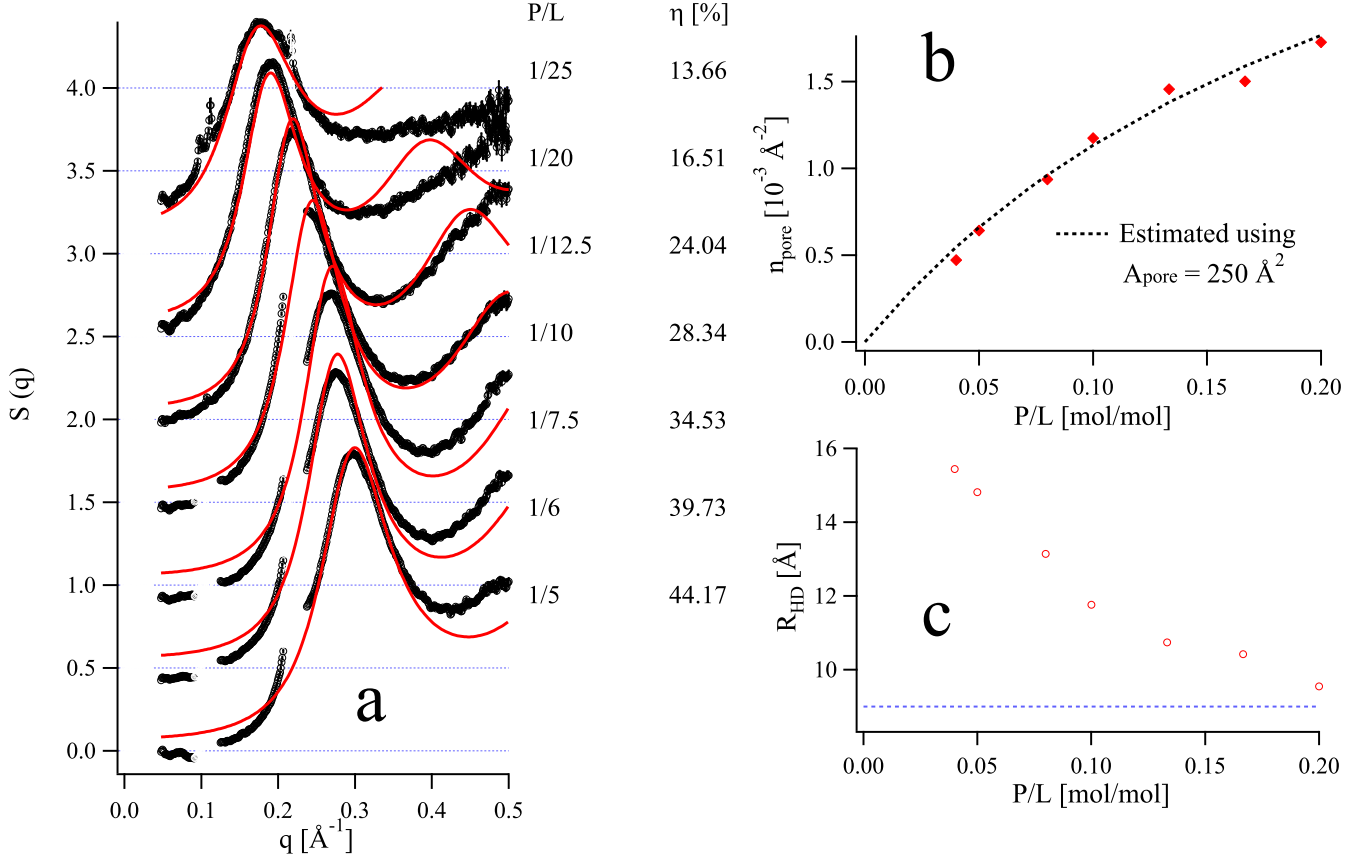 P/L η [%]
1/25 13.66
1/20 16.51
1/12.5 24.04
1/10 28.34
1/7.5 34.53
1/6 39.73
1/5 44.17
S (q)
4.0
3.5
3.0
2.5
2.0
1.5
1.0
0.5
0.0
a
0.0 0.1 0.2 0.3 0.4 0.5
q [Å⁻¹]
b
n_pore [10⁻³ Å⁻²]
1.5
1.0
0.5
0.0
Estimated using
Apore = 250 Å²
0.00 0.05 0.10 0.15 0.20
P/L [mol/mol]
c
R_HD [Å]
16
14
12
10
0.00 0.05 0.10 0.15 0.20
P/L [mol/mol]